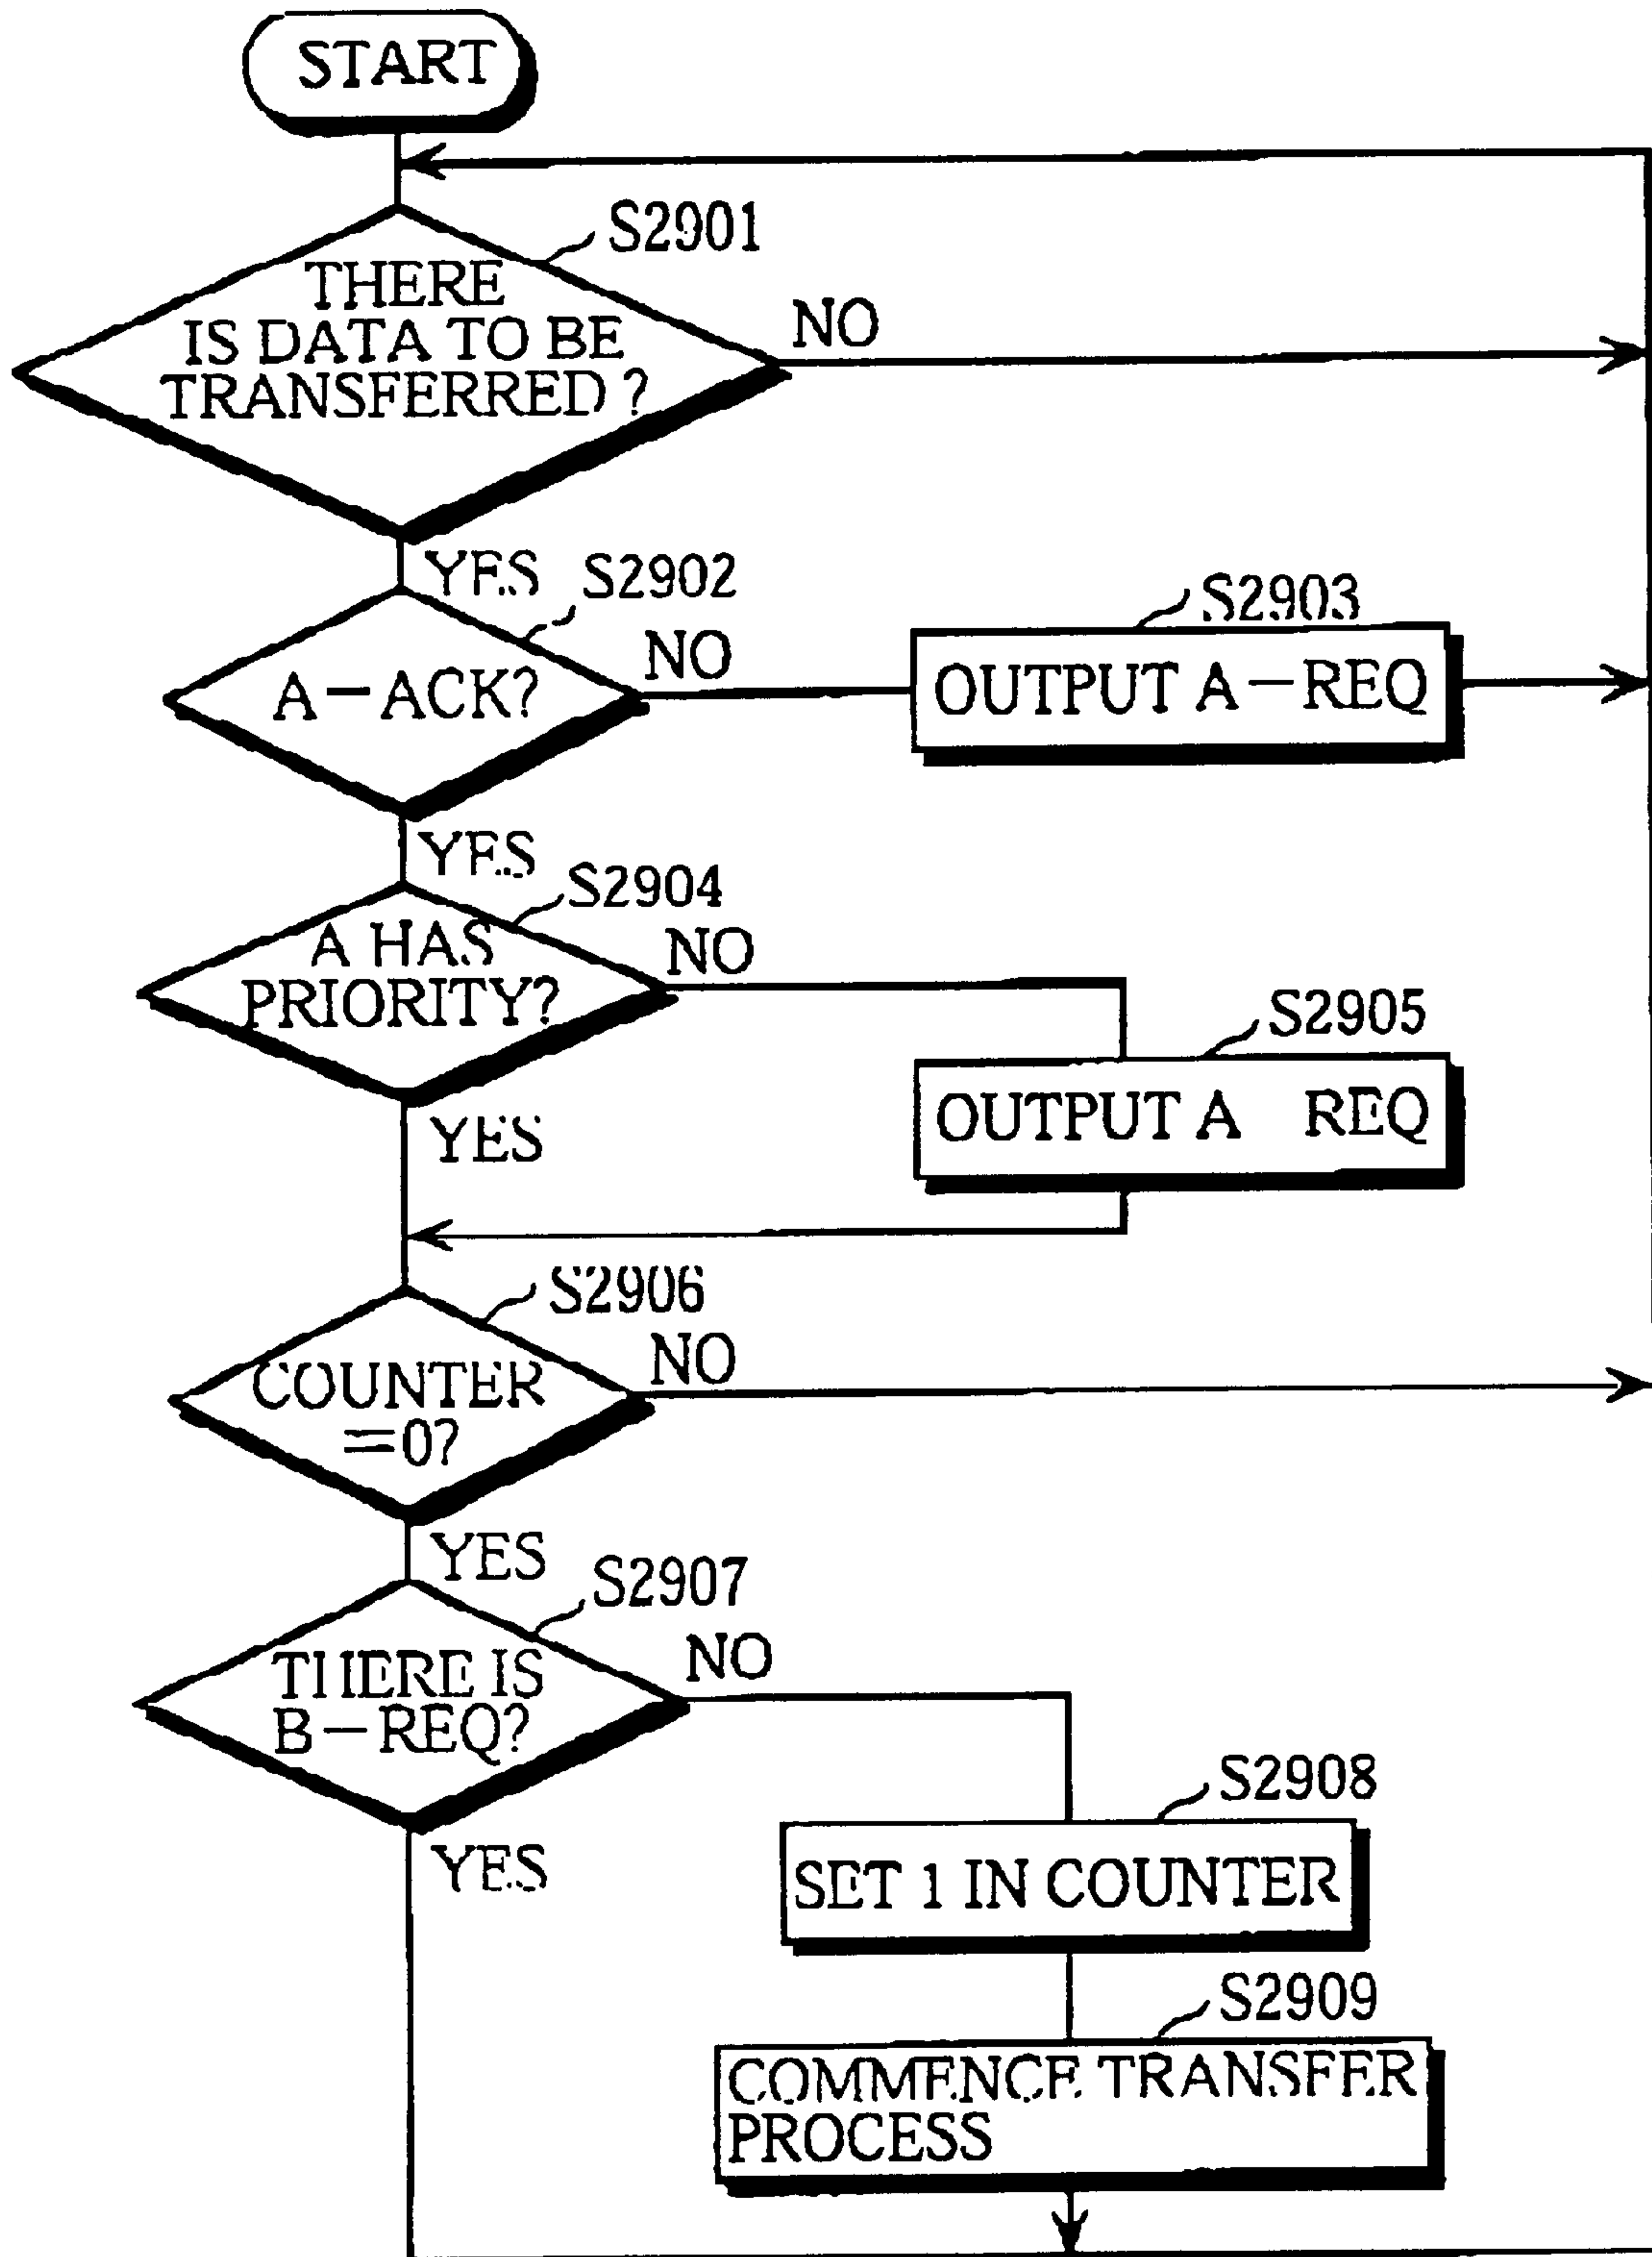 START
S2901
THERE
IS DATA TO BE
TRANSFERRED ?
NO
YES
S2902
A－ACK?
NO
S2903
OUTPUT A－REQ
YES
S2904
A HAS
PRIORITY?
NO
S2905
OUTPUT A REQ
YES
S2906
COUNTER
=0?
NO
YES
S2907
THERE IS
B－REQ?
NO
S2908
SET 1 IN COUNTER
YES
S2909
COMMENCE TRANSFER
PROCESS